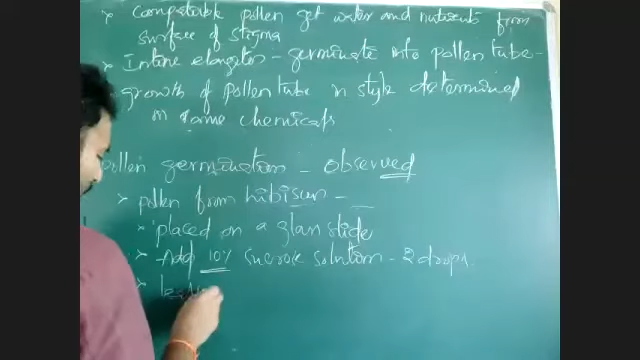 > Compatable pollen get water and nutrients from
surface of stigma
> Intine elongates - germinate into pollen tube -
growth of pollen tube in style determined
in some chemicals
pollen germination - observed
> pollen from hibiscus -
> placed on a glass slide
> Add 10% sucrose solution - 2 drops
>